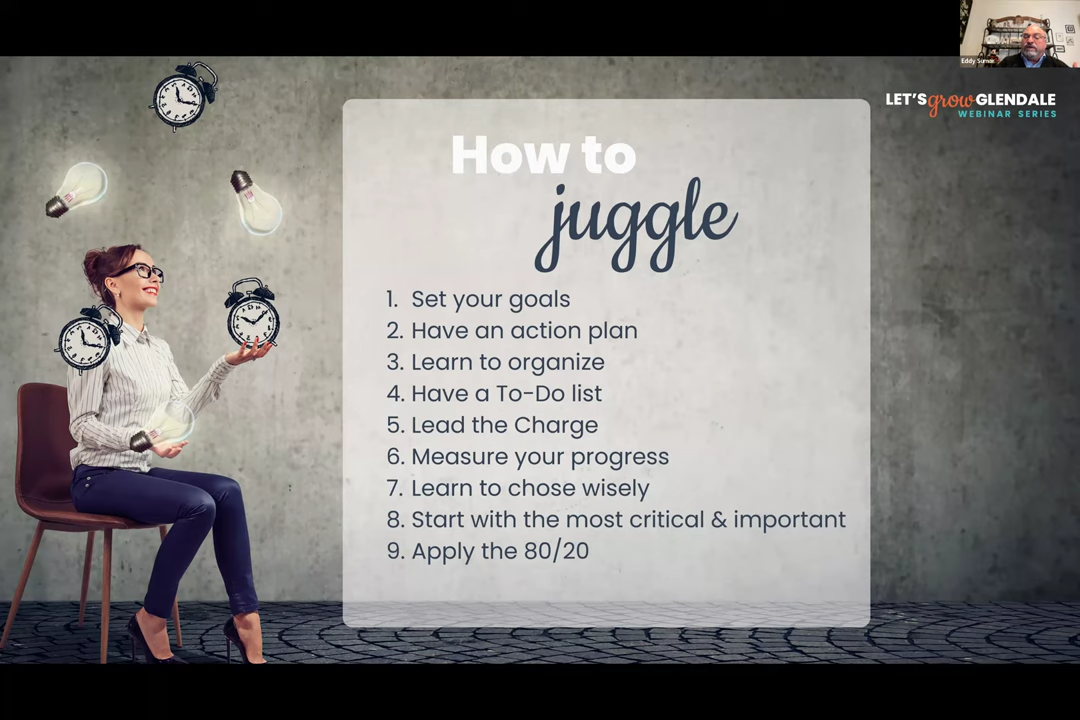 Eddy Sumar
LET'S grow GLENDALE
WEBINAR SERIES
How to
juggle
1. Set your goals
2. Have an action plan
3. Learn to organize
4. Have a To-Do list
5. Lead the Charge
6. Measure your progress
7. Learn to chose wisely
8. Start with the most critical & important
9. Apply the 80/20